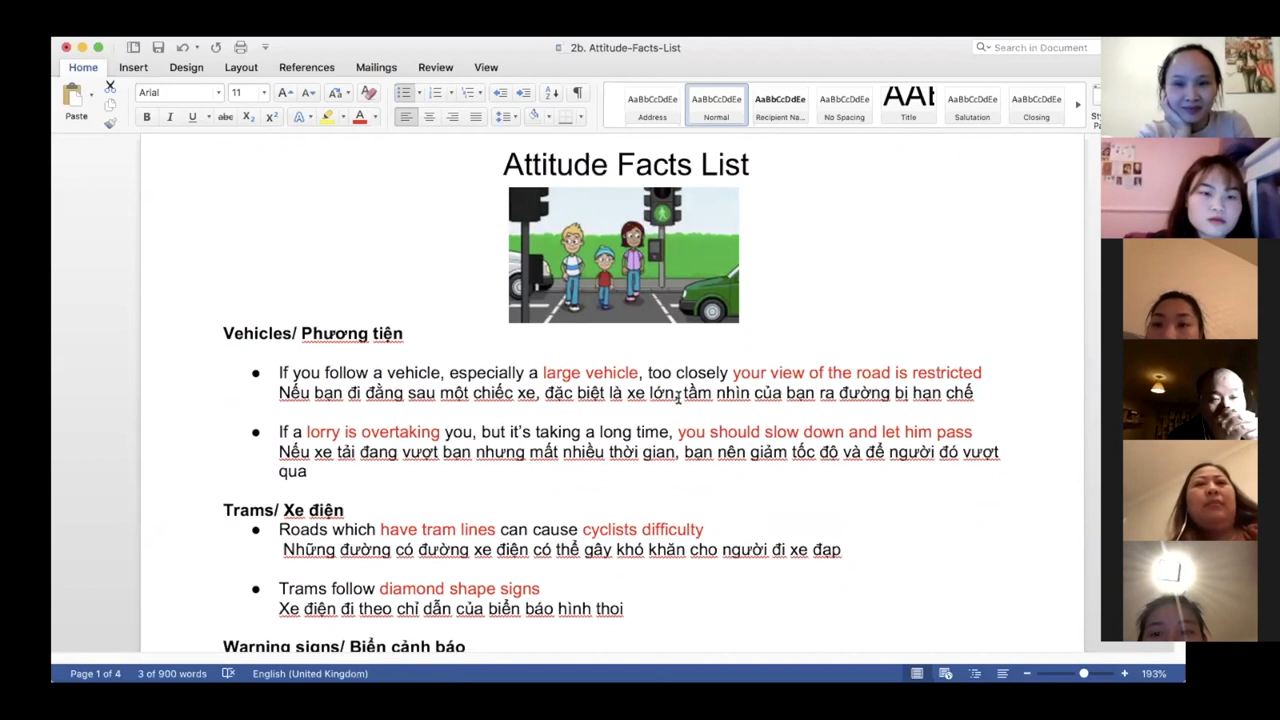 2b. Attitude-Facts-List
Search in Document
Home Insert Design Layout References Mailings Review View
Arial 11
Paste
B I U abc X2 X2
AaBbCcDdEe AaBbCcDdEe AaBbCcDdEe AaBbCcDdEe AaBbCcDdEe AaBbCcDdEe
Address Normal Recipient Na... No Spacing Title Salutation Closing
Attitude Facts List
Vehicles/ Phương tiện
● If you follow a vehicle, especially a large vehicle, too closely your view of the road is restricted
Nếu bạn đi đằng sau một chiếc xe, đặc biệt là xe lớn tầm nhìn của bạn ra đường bị hạn chế
● If a lorry is overtaking you, but it’s taking a long time, you should slow down and let him pass
Nếu xe tải đang vượt bạn nhưng mất nhiều thời gian, bạn nên giảm tốc độ và để người đó vượt
qua
Trams/ Xe điện
● Roads which have tram lines can cause cyclists difficulty
Những đường có đường xe điện có thể gây khó khăn cho người đi xe đạp
● Trams follow diamond shape signs
Xe điện đi theo chỉ dẫn của biển báo hình thoi
Warning signs/ Biển cảnh báo
Page 1 of 4 3 of 900 words English (United Kingdom) 193%